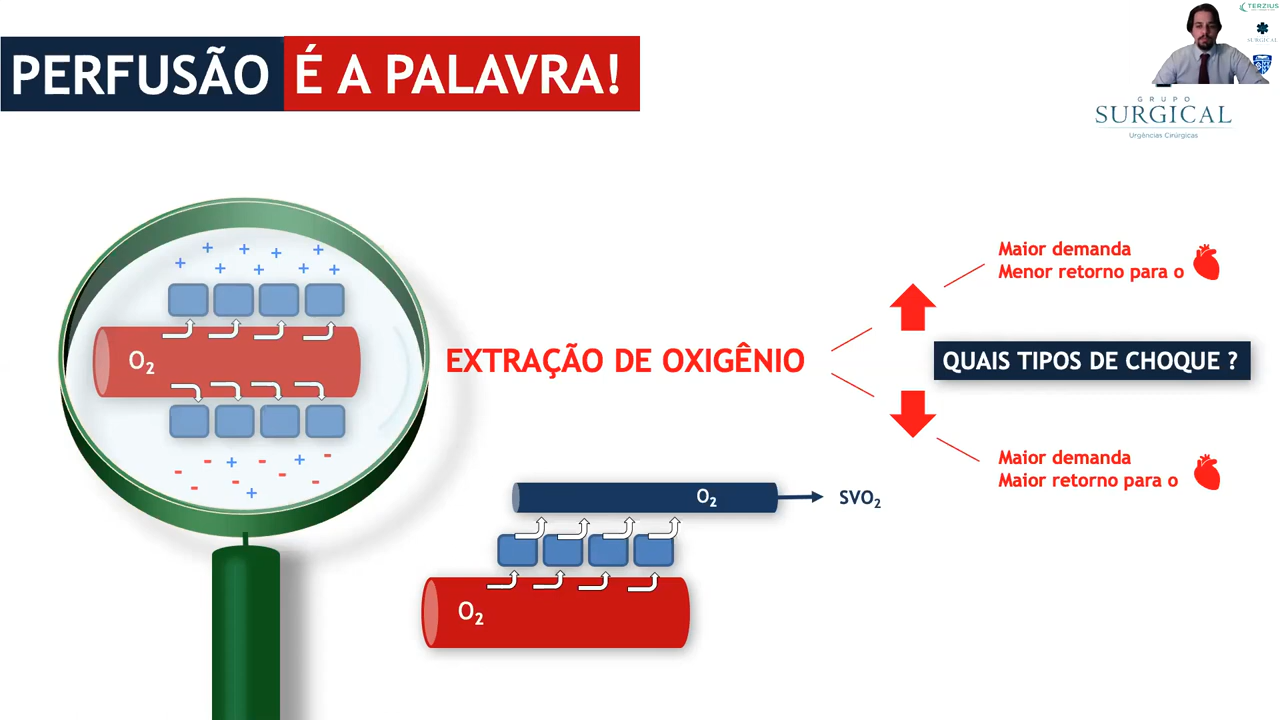 PERFUSÃO É A PALAVRA!
TERZIUS
SURGICAL
GRUPO
SURGICAL
Urgências Cirúrgicas
O2
EXTRAÇÃO DE OXIGÊNIO
Maior demanda
Menor retorno para o
QUAIS TIPOS DE CHOQUE ?
Maior demanda
Maior retorno para o
O2
SVO2
O2